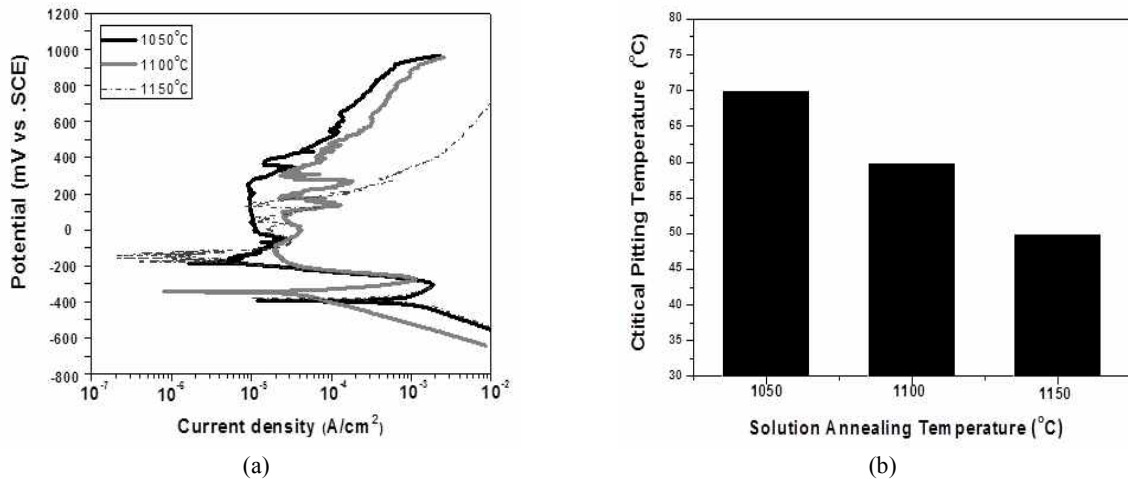 1200
1000
800
600
400
200
0
-200
-400
-600
-800
Potential (mV vs .SCE)
1050°C
1100°C
1150°C
10⁻⁷ 10⁻⁶ 10⁻⁵ 10⁻⁴ 10⁻³ 10⁻²
Current density (A/cm²)
(a)
80
75
70
65
60
55
50
45
40
35
30
Ctitical Pitting Temperature (°C)
1050 1100 1150
Solution Annealing Temperature (°C)
(b)